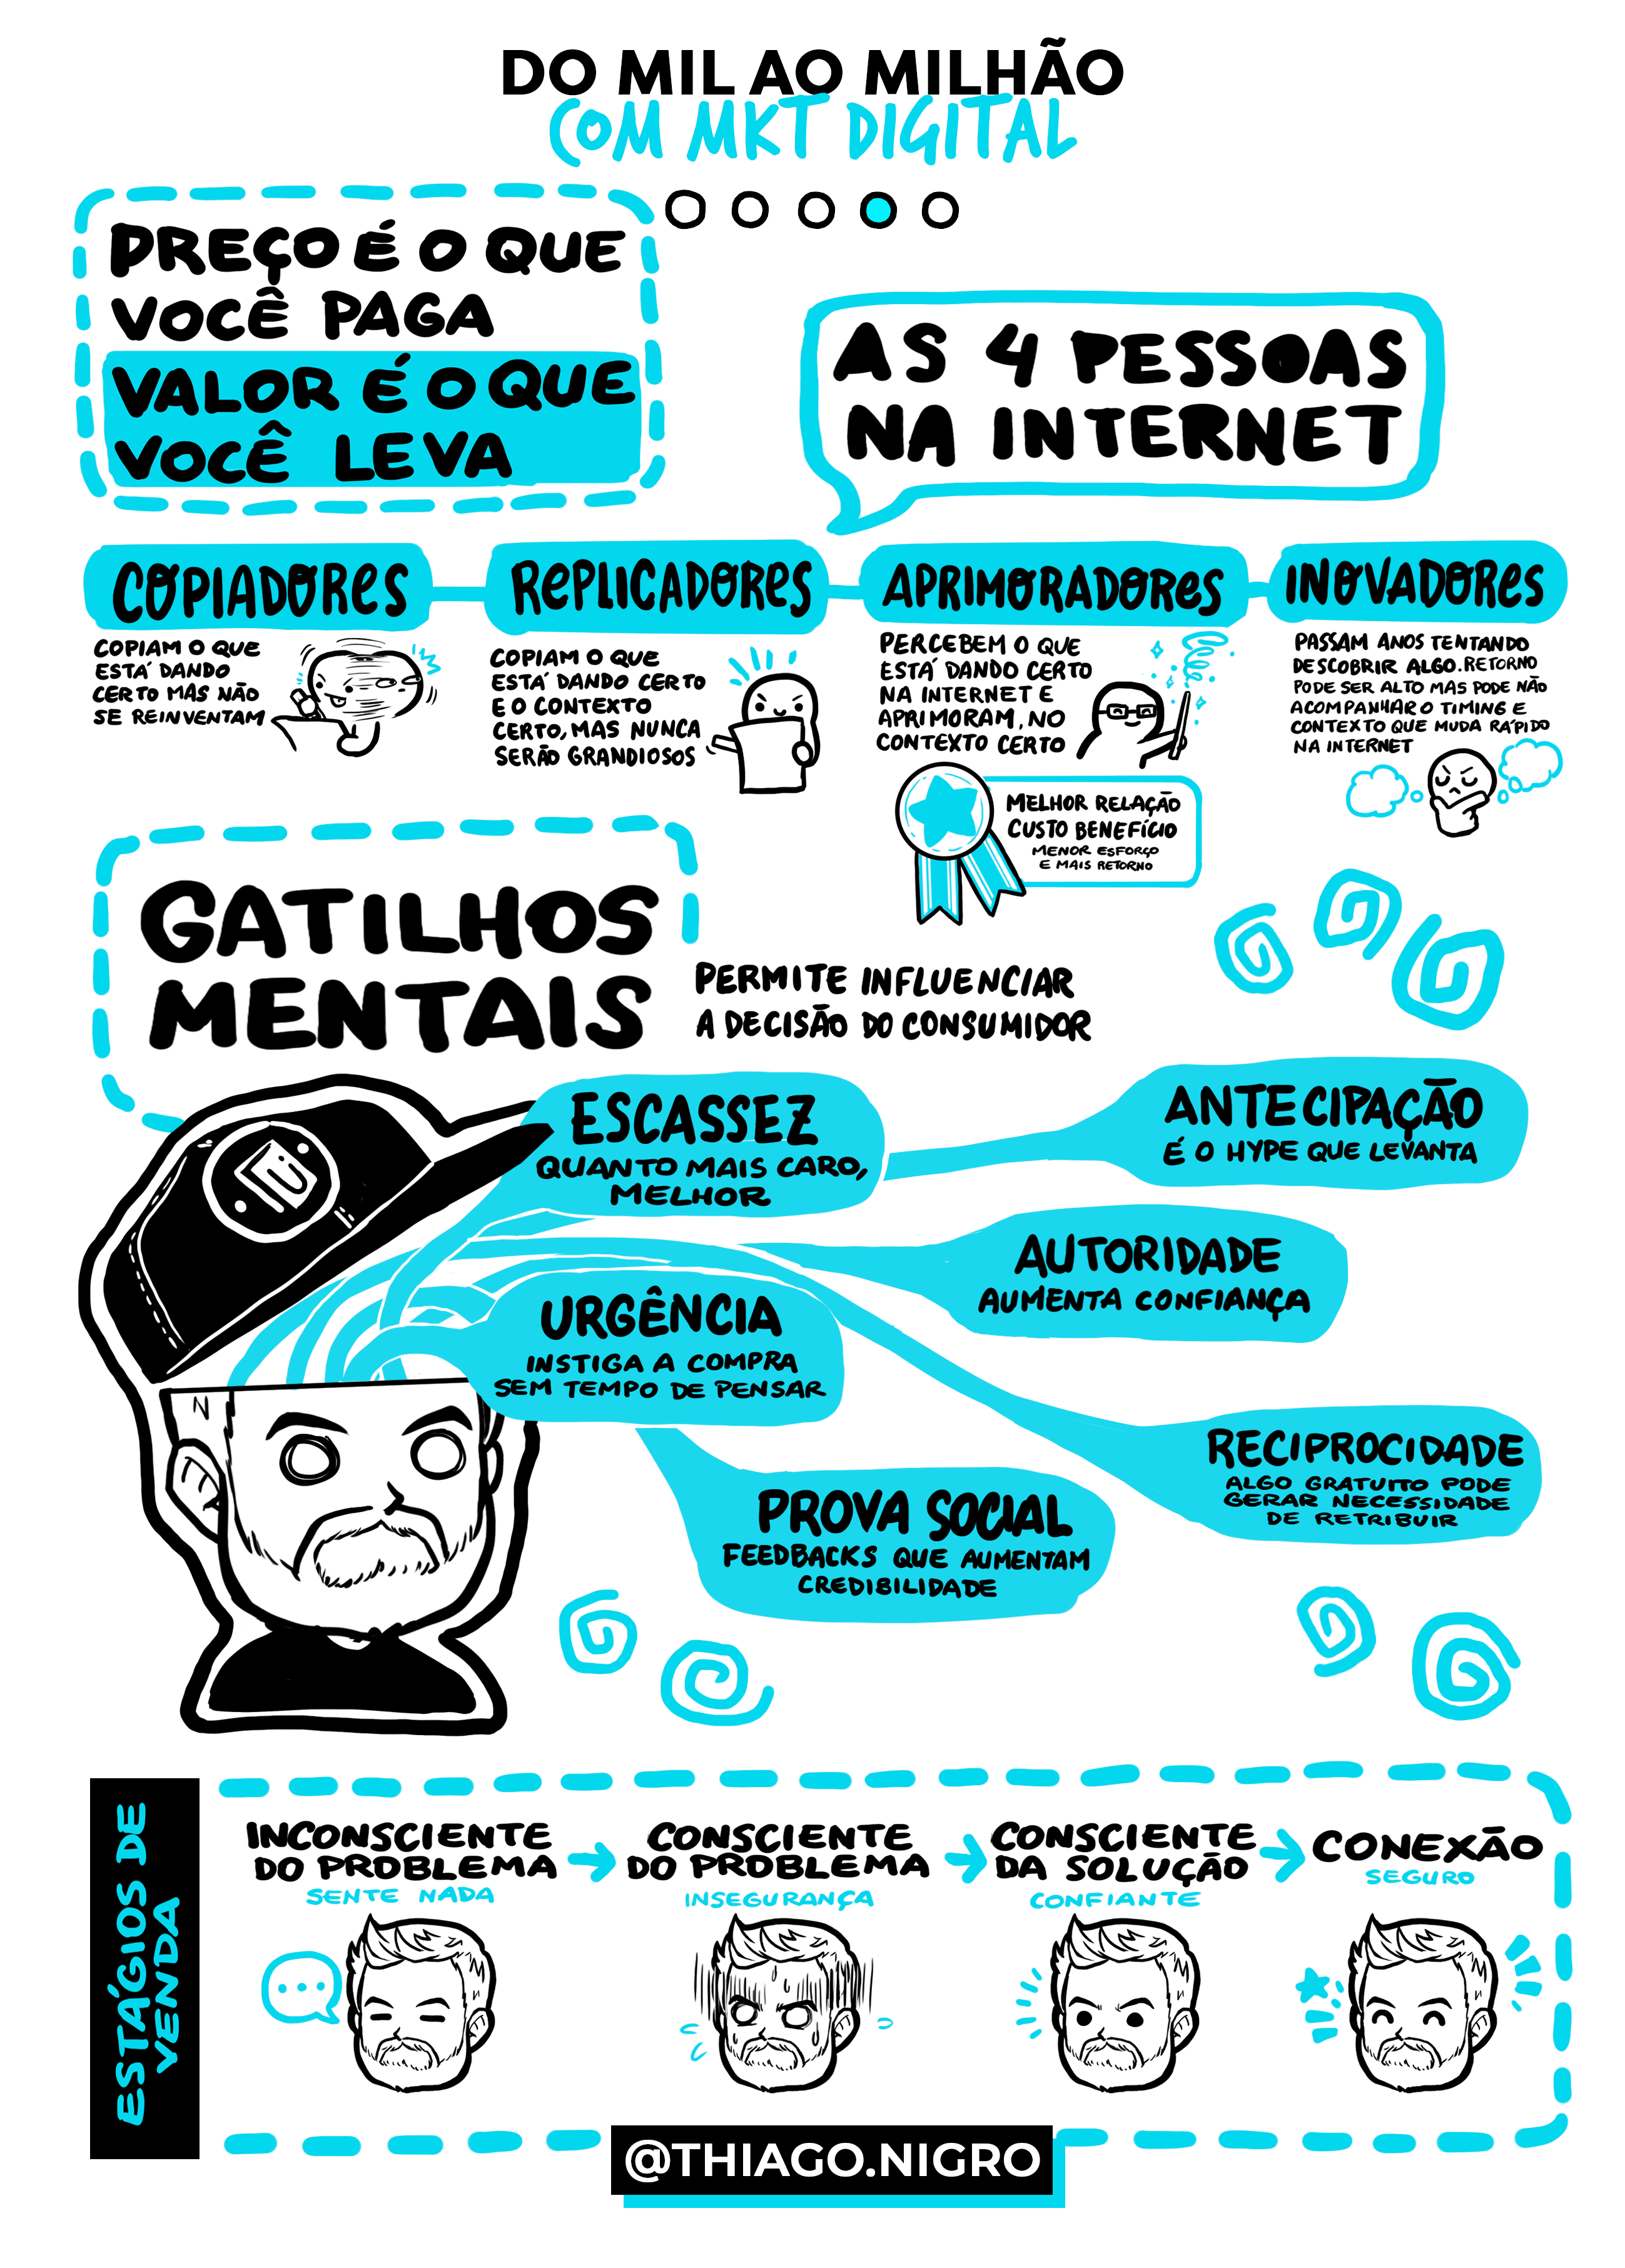 DO MIL AO MILHÃO
COM MKT DIGITAL
PREÇO É O QUE
VOCÊ PAGA
VALOR É O QUE
VOCÊ LEVA
AS 4 PESSOAS
NA INTERNET
COPIADORES
COPIAM O QUE
ESTÁ DANDO
CERTO MAS NÃO
SE REINVENTAM
REPLICADORES
COPIAM O QUE
ESTÁ DANDO CERTO
E O CONTEXTO
CERTO, MAS NUNCA
SERÃO GRANDIOSOS
APRIMORADORES
PERCEBEM O QUE
ESTÁ DANDO CERTO
NA INTERNET E
APRIMORAM, NO
CONTEXTO CERTO
MELHOR RELAÇÃO
CUSTO BENEFÍCIO
MENOR ESFORÇO
E MAIS RETORNO
INOVADORES
PASSAM ANOS TENTANDO
DESCOBRIR ALGO. RETORNO
PODE SER ALTO MAS PODE NÃO
ACOMPANHAR O TIMING E
CONTEXTO QUE MUDA RÁPIDO
NA INTERNET
GATILHOS
MENTAIS
PERMITE INFLUENCIAR
A DECISÃO DO CONSUMIDOR
ESCASSEZ
QUANTO MAIS CARO,
MELHOR
ANTECIPAÇÃO
É O HYPE QUE LEVANTA
AUTORIDADE
AUMENTA CONFIANÇA
URGÊNCIA
INSTIGA A COMPRA
SEM TEMPO DE PENSAR
RECIPROCIDADE
ALGO GRATUITO PODE
GERAR NECESSIDADE
DE RETRIBUIR
PROVA SOCIAL
FEEDBACKS QUE AUMENTAM
CREDIBILIDADE
ESTÁGIOS DE
VENDA
INCONSCIENTE
DO PROBLEMA
SENTE NADA
CONSCIENTE
DO PROBLEMA
INSEGURANÇA
CONSCIENTE
DA SOLUÇÃO
CONFIANTE
CONEXÃO
SEGURO
@THIAGO.NIGRO